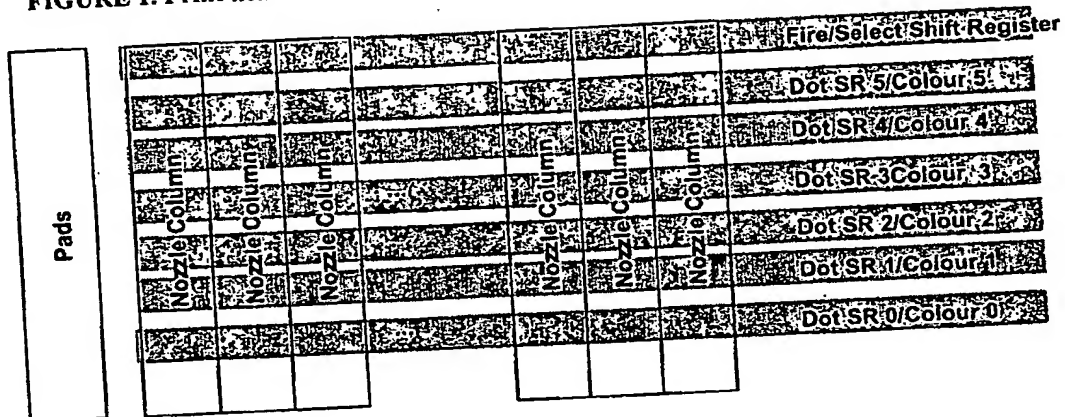 FIGURE 1.
Fire/Select Shift Register
Dot SR 5/Colour 5
Dot SR 4/Colour 4
Dot SR 3Colour 3
Dot SR 2/Colour 2
Dot SR 1/Colour 1
Dot SR 0/Colour 0
Pads
Nozzle Column
Nozzle Column
Nozzle Column
Nozzle Column
Nozzle Column
Nozzle Column